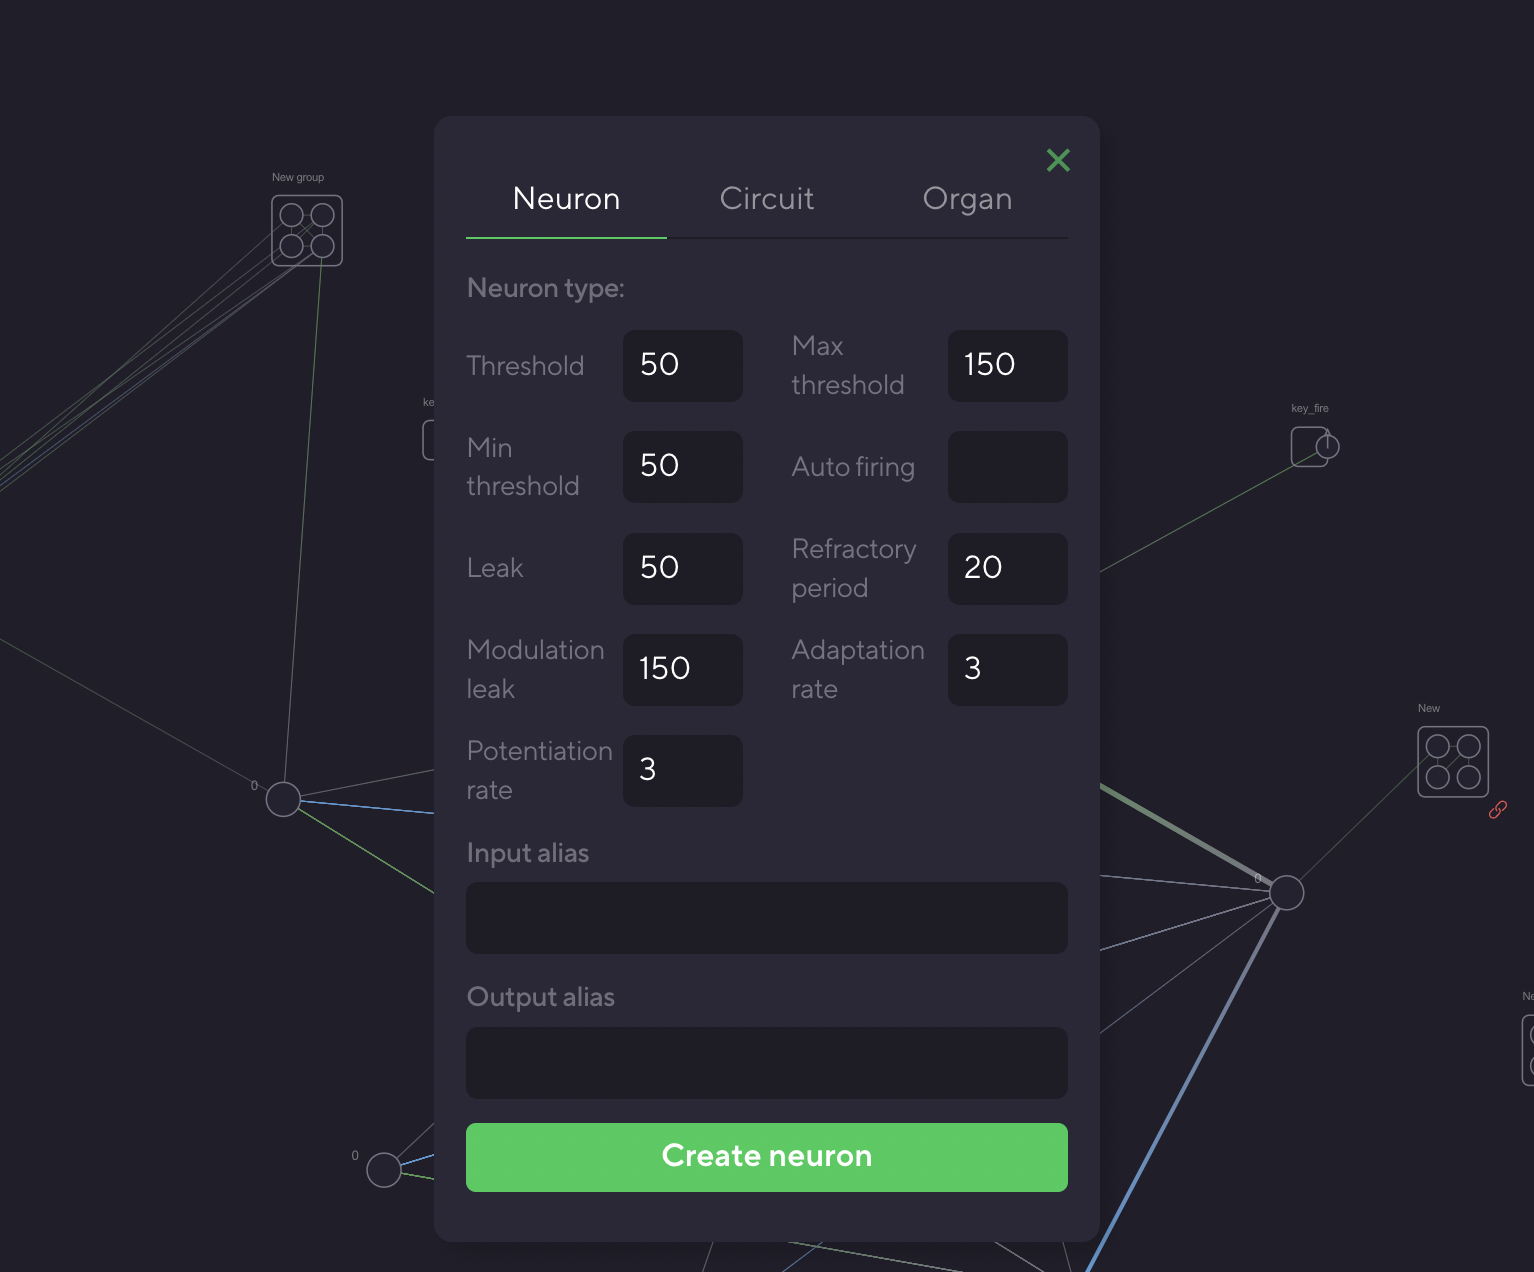 New group
Neuron
Circuit
Organ
Neuron type:
Threshold
50
Max
threshold
150
Min
threshold
50
Auto firing
Leak
50
Refractory
period
20
Modulation
leak
150
Adaptation
rate
3
Potentiation
rate
3
Input alias
Output alias
Create neuron
key_fire
New
0
0
0